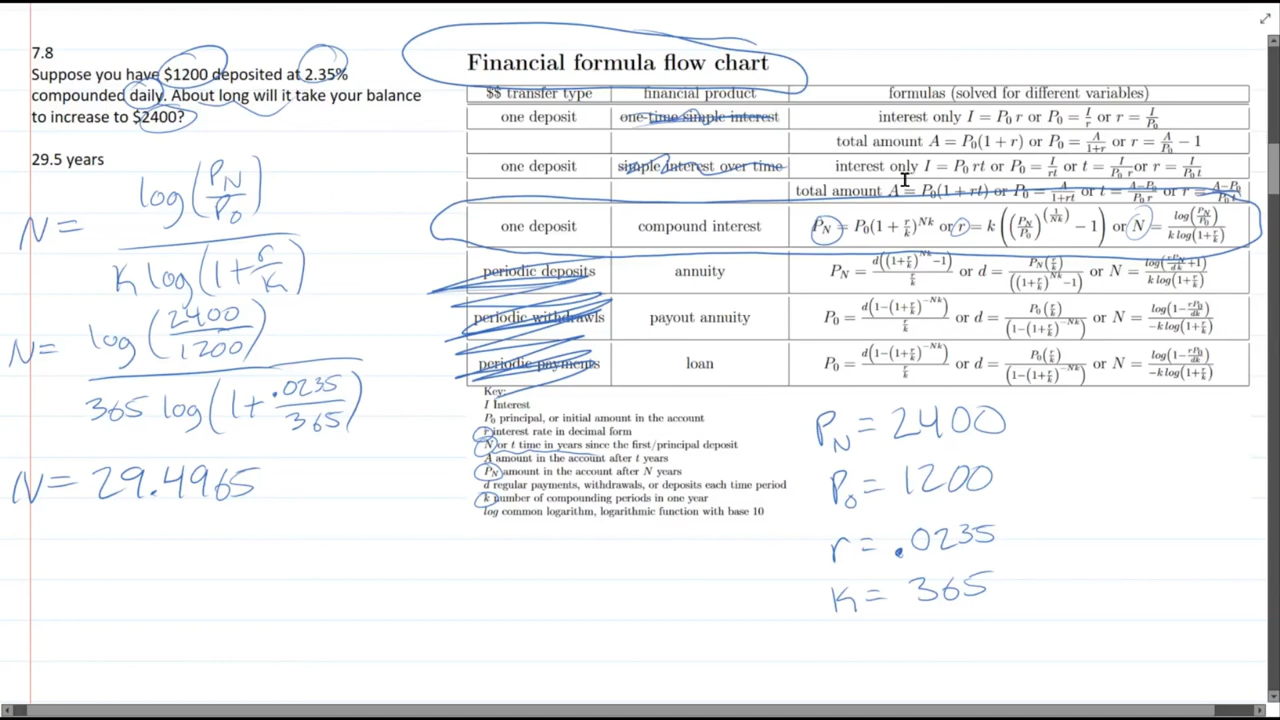 7.8
Suppose you have $1200 deposited at 2.35%
compounded daily. About long will it take your balance
to increase to $2400?
29.5 years
N = log(P_N/P_0) / k log(1 + r/k)
N = log(2400/1200) / 365 log(1 + .0235/365)
N = 29.4965
Financial formula flow chart
$$ transfer type financial product formulas (solved for different variables)
one deposit one-time simple interest interest only I = P_0 r or P_0 = I/r or r = I/P_0
total amount A = P_0(1 + r) or P_0 = A/(1+r) or r = A/P_0 − 1
one deposit simple interest over time interest only I = P_0 rt or P_0 = I/(rt) or t = I/(P_0 r) or r = I/(P_0 t)
total amount A = P_0(1 + rt) or P_0 = A/(1+rt) or t = (A−P_0)/(P_0 r) or r = (A−P_0)/(P_0 t)
one deposit compound interest P_N = P_0(1 + r/k)^{Nk} or r = k((P_N/P_0)^{(1/Nk)} − 1) or N = log(P_N/P_0) / k log(1+r/k)
periodic deposits annuity P_N = d((1+r/k)^{Nk}−1) / (r/k) or d = P_N(r/k) / ((1+r/k)^{Nk}−1) or N = log(rP_N/dk +1) / k log(1+r/k)
periodic withdrawls payout annuity P_0 = d(1−(1+r/k)^{−Nk}) / (r/k) or d = P_0(r/k) / (1−(1+r/k)^{−Nk}) or N = log(1−rP_0/dk) / −k log(1+r/k)
periodic payments loan P_0 = d(1−(1+r/k)^{−Nk}) / (r/k) or d = P_0(r/k) / (1−(1+r/k)^{−Nk}) or N = log(1−rP_0/dk) / −k log(1+r/k)
Key:
I Interest
P_0 principal, or initial amount in the account
r interest rate in decimal form
N or t time in years since the first/principal deposit
A amount in the account after t years
P_N amount in the account after N years
d regular payments, withdrawals, or deposits each time period
k number of compounding periods in one year
log common logarithm, logarithmic function with base 10
P_N = 2400
P_0 = 1200
r = .0235
K = 365